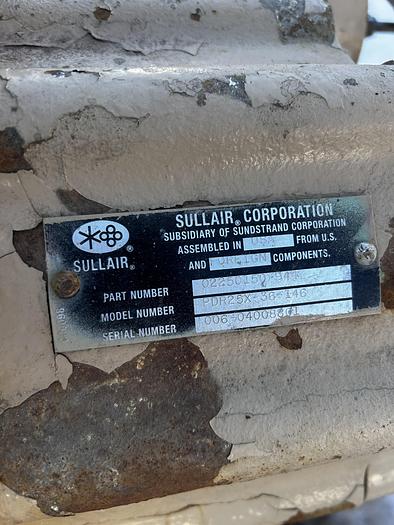 SULLAIR® CORPORATION
SUBSIDIARY OF SUNDSTRAND CORPORATION
ASSEMBLED IN USA FROM U.S.
AND FOREIGN COMPONENTS.
SULLAIR®
PART NUMBER
MODEL NUMBER PDR25X-36-146
SERIAL NUMBER